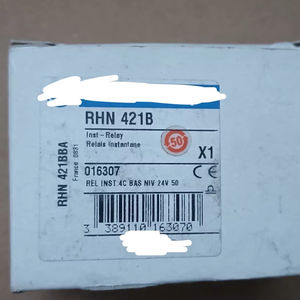 RHN 421B
Inst-Relay
Relais Instantane
50
X1
016307
REL INST.4C BAS NIV 24V 50
3 389110 163070
RHN 421BBA
France 0831